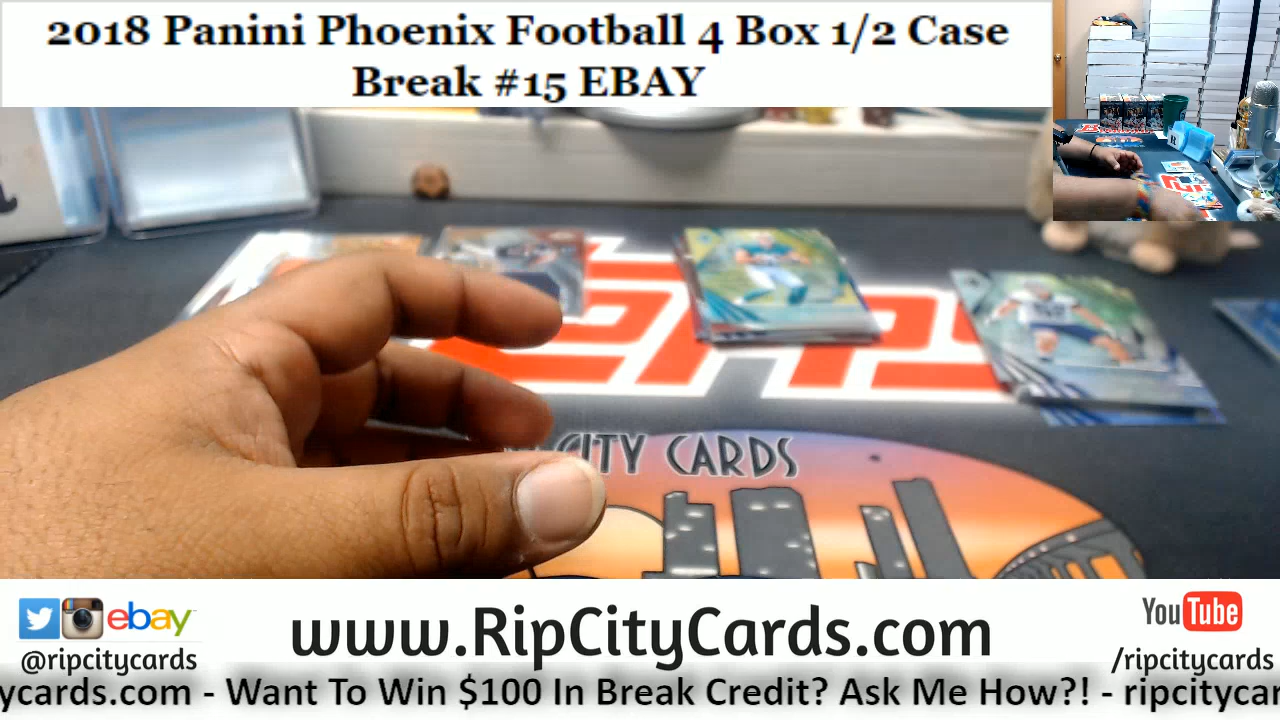 2018 Panini Phoenix Football 4 Box 1/2 Case
Break #15 EBAY
CITY CARDS
ebay
www.RipCityCards.com
YouTube
@ripcitycards
/ripcitycards
ycards.com - Want To Win $100 In Break Credit? Ask Me How?! - ripcitycar